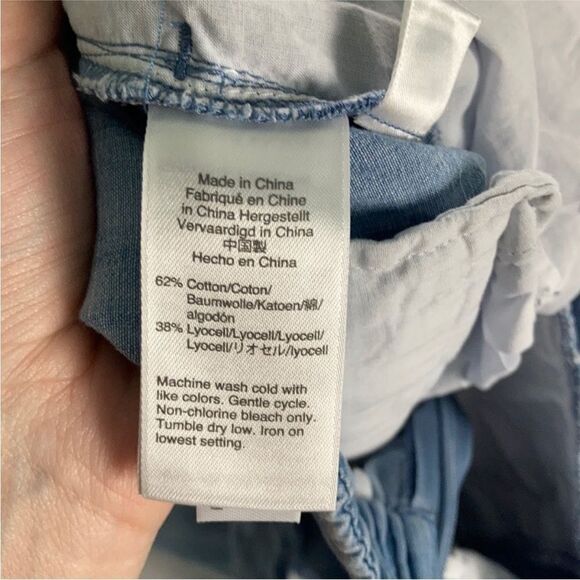 Made in China
Fabriqué en Chine
in China Hergestellt
Vervaardigd in China
中国製
Hecho en China
62% Cotton/Coton/
Baumwolle/Katoen/綿/
algodón
38% Lyocell/Lyocell/Lyocell/
Lyocell/リオセル/lyocell
Machine wash cold with
like colors. Gentle cycle.
Non-chlorine bleach only.
Tumble dry low. Iron on
lowest setting.